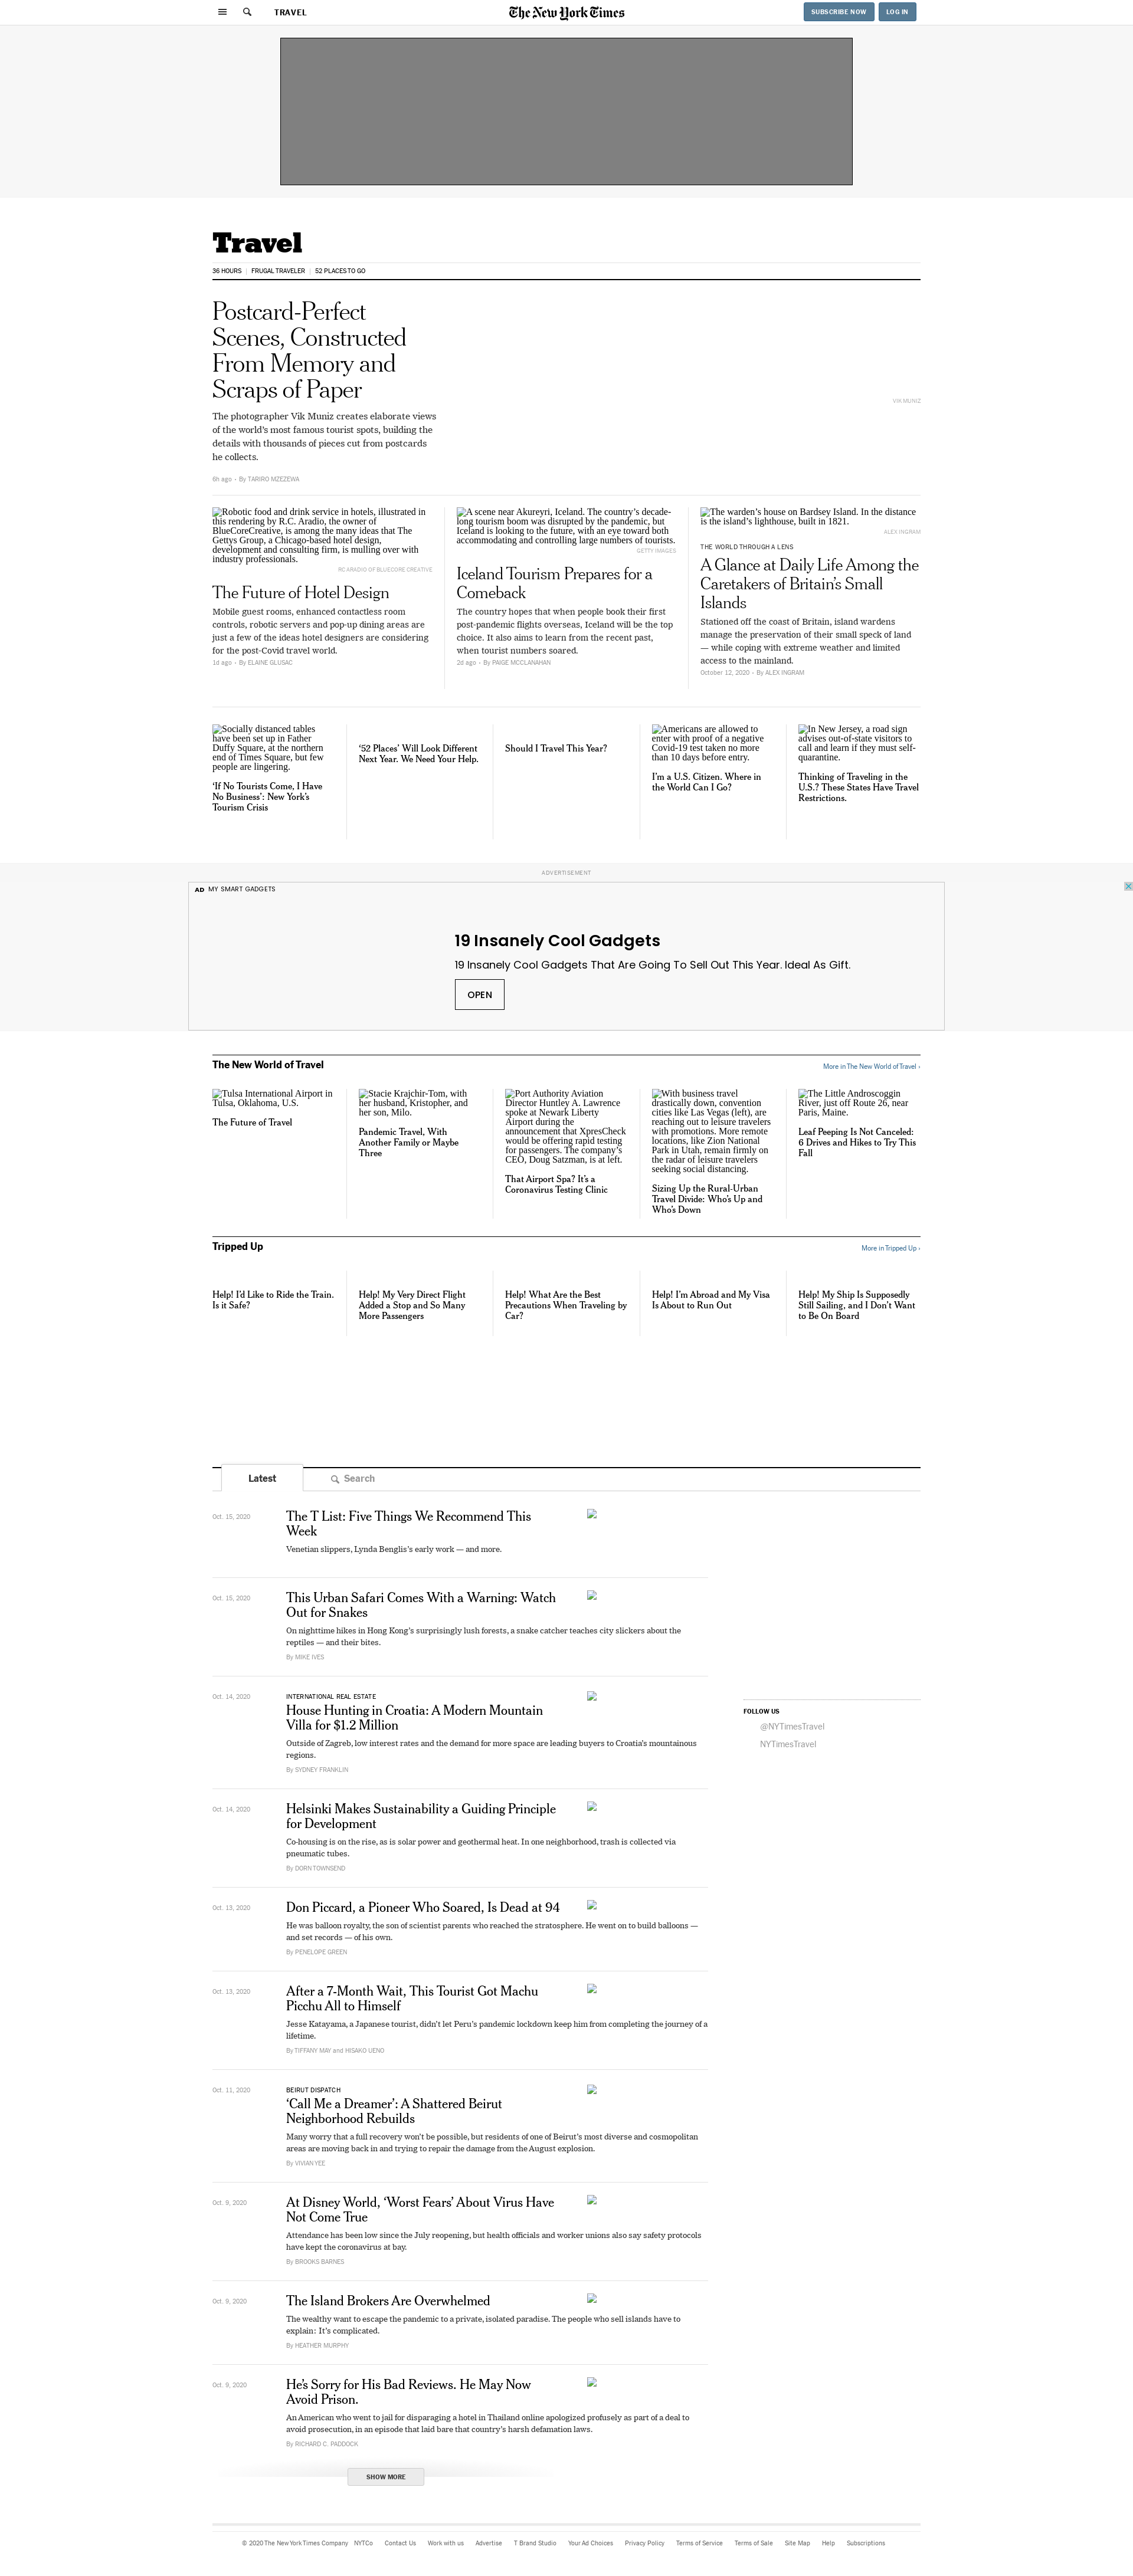 TRAVEL
The New York Times
SUBSCRIBE NOW
LOG IN
Travel
36 HOURS
FRUGAL TRAVELER
52 PLACES TO GO
Postcard-Perfect
Scenes, Constructed
From Memory and
Scraps of Paper
The photographer Vik Muniz creates elaborate views
of the world's most famous tourist spots, building the
details with thousands of pieces cut from postcards
he collects.
6h ago • By TARIRO MZEZEWA
VIK MUNIZ
Robotic food and drink service in hotels, illustrated in
this rendering by R.C. Aradio, the owner of
BlueCoreCreative, is among the many ideas that The
Gettys Group, a Chicago-based hotel design,
development and consulting firm, is mulling over with
industry professionals.
RC ARADIO OF BLUECORE CREATIVE
The Future of Hotel Design
Mobile guest rooms, enhanced contactless room
controls, robotic servers and pop-up dining areas are
just a few of the ideas hotel designers are considering
for the post-Covid travel world.
1d ago • By ELAINE GLUSAC
A scene near Akureyri, Iceland. The country's decade-
long tourism boom was disrupted by the pandemic, but
Iceland is looking to the future, with an eye toward both
accommodating and controlling large numbers of tourists.
GETTY IMAGES
Iceland Tourism Prepares for a
Comeback
The country hopes that when people book their first
post-pandemic flights overseas, Iceland will be the top
choice. It also aims to learn from the recent past,
when tourist numbers soared.
2d ago • By PAIGE MCCLANAHAN
The warden's house on Bardsey Island. In the distance
is the island's lighthouse, built in 1821.
ALEX INGRAM
THE WORLD THROUGH A LENS
A Glance at Daily Life Among the
Caretakers of Britain's Small
Islands
Stationed off the coast of Britain, island wardens
manage the preservation of their small speck of land
— while coping with extreme weather and limited
access to the mainland.
October 12, 2020 • By ALEX INGRAM
Socially distanced tables
have been set up in Father
Duffy Square, at the northern
end of Times Square, but few
people are lingering.
'If No Tourists Come, I Have
No Business': New York's
Tourism Crisis
'52 Places' Will Look Different
Next Year. We Need Your Help.
Should I Travel This Year?
Americans are allowed to
enter with proof of a negative
Covid-19 test taken no more
than 10 days before entry.
I'm a U.S. Citizen. Where in
the World Can I Go?
In New Jersey, a road sign
advises out-of-state visitors to
call and learn if they must self-
quarantine.
Thinking of Traveling in the
U.S.? These States Have Travel
Restrictions.
ADVERTISEMENT
AD MY SMART GADGETS
19 Insanely Cool Gadgets
19 Insanely Cool Gadgets That Are Going To Sell Out This Year. Ideal As Gift.
OPEN
The New World of Travel
More in The New World of Travel ›
Tulsa International Airport in
Tulsa, Oklahoma, U.S.
The Future of Travel
Stacie Krajchir-Tom, with
her husband, Kristopher, and
her son, Milo.
Pandemic Travel, With
Another Family or Maybe
Three
Port Authority Aviation
Director Huntley A. Lawrence
spoke at Newark Liberty
Airport during the
announcement that XpresCheck
would be offering rapid testing
for passengers. The company's
CEO, Doug Satzman, is at left.
That Airport Spa? It's a
Coronavirus Testing Clinic
With business travel
drastically down, convention
cities like Las Vegas (left), are
reaching out to leisure travelers
with promotions. More remote
locations, like Zion National
Park in Utah, remain firmly on
the radar of leisure travelers
seeking social distancing.
Sizing Up the Rural-Urban
Travel Divide: Who's Up and
Who's Down
The Little Androscoggin
River, just off Route 26, near
Paris, Maine.
Leaf Peeping Is Not Canceled:
6 Drives and Hikes to Try This
Fall
Tripped Up
More in Tripped Up ›
Help! I'd Like to Ride the Train.
Is it Safe?
Help! My Very Direct Flight
Added a Stop and So Many
More Passengers
Help! What Are the Best
Precautions When Traveling by
Car?
Help! I'm Abroad and My Visa
Is About to Run Out
Help! My Ship Is Supposedly
Still Sailing, and I Don't Want
to Be On Board
Latest
Search
Oct. 15, 2020
The T List: Five Things We Recommend This
Week
Venetian slippers, Lynda Benglis's early work — and more.
Oct. 15, 2020
This Urban Safari Comes With a Warning: Watch
Out for Snakes
On nighttime hikes in Hong Kong's surprisingly lush forests, a snake catcher teaches city slickers about the
reptiles — and their bites.
By MIKE IVES
Oct. 14, 2020
INTERNATIONAL REAL ESTATE
House Hunting in Croatia: A Modern Mountain
Villa for $1.2 Million
Outside of Zagreb, low interest rates and the demand for more space are leading buyers to Croatia's mountainous
regions.
By SYDNEY FRANKLIN
FOLLOW US
@NYTimesTravel
NYTimesTravel
Oct. 14, 2020
Helsinki Makes Sustainability a Guiding Principle
for Development
Co-housing is on the rise, as is solar power and geothermal heat. In one neighborhood, trash is collected via
pneumatic tubes.
By DORN TOWNSEND
Oct. 13, 2020
Don Piccard, a Pioneer Who Soared, Is Dead at 94
He was balloon royalty, the son of scientist parents who reached the stratosphere. He went on to build balloons —
and set records — of his own.
By PENELOPE GREEN
Oct. 13, 2020
After a 7-Month Wait, This Tourist Got Machu
Picchu All to Himself
Jesse Katayama, a Japanese tourist, didn't let Peru's pandemic lockdown keep him from completing the journey of a
lifetime.
By TIFFANY MAY and HISAKO UENO
Oct. 11, 2020
BEIRUT DISPATCH
'Call Me a Dreamer': A Shattered Beirut
Neighborhood Rebuilds
Many worry that a full recovery won't be possible, but residents of one of Beirut's most diverse and cosmopolitan
areas are moving back in and trying to repair the damage from the August explosion.
By VIVIAN YEE
Oct. 9, 2020
At Disney World, 'Worst Fears' About Virus Have
Not Come True
Attendance has been low since the July reopening, but health officials and worker unions also say safety protocols
have kept the coronavirus at bay.
By BROOKS BARNES
Oct. 9, 2020
The Island Brokers Are Overwhelmed
The wealthy want to escape the pandemic to a private, isolated paradise. The people who sell islands have to
explain: It's complicated.
By HEATHER MURPHY
Oct. 9, 2020
He's Sorry for His Bad Reviews. He May Now
Avoid Prison.
An American who went to jail for disparaging a hotel in Thailand online apologized profusely as part of a deal to
avoid prosecution, in an episode that laid bare that country's harsh defamation laws.
By RICHARD C. PADDOCK
SHOW MORE
© 2020 The New York Times Company NYTCo Contact Us Work with us Advertise T Brand Studio Your Ad Choices Privacy Policy Terms of Service Terms of Sale Site Map Help Subscriptions